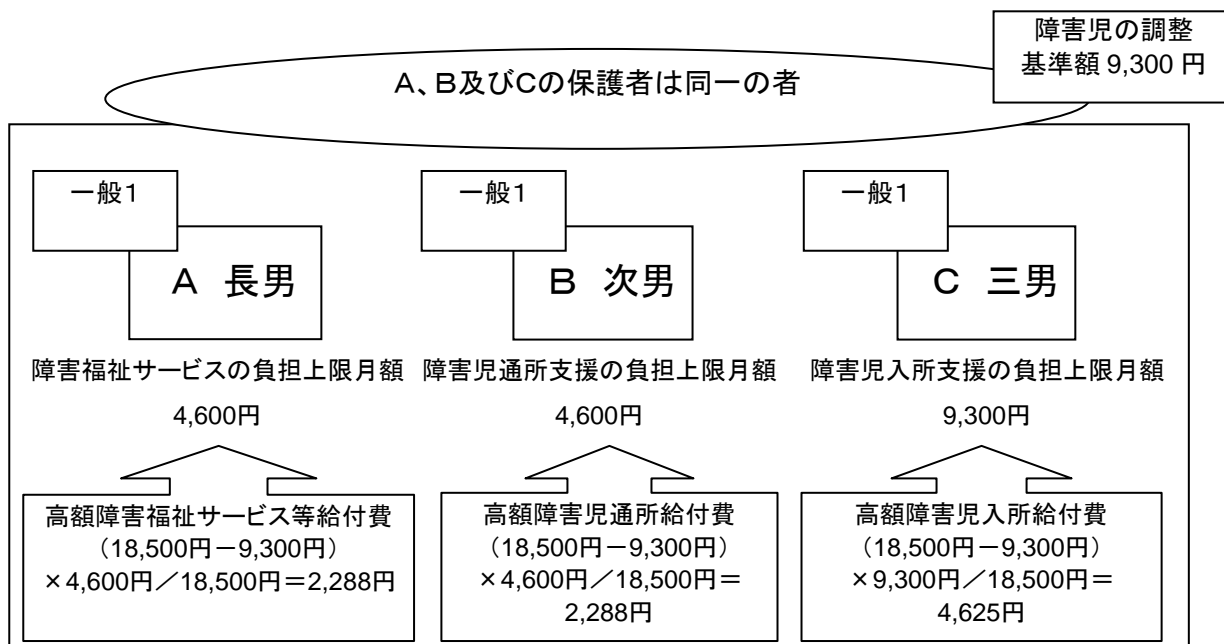 障害児の調整
基準額 9,300 円
A、B及びCの保護者は同一の者
一般1
A 長男
障害福祉サービスの負担上限月額
4,600円
高額障害福祉サービス等給付費
(18,500円-9,300円)
×4,600円/18,500円=2,288円
一般1
B 次男
障害児通所支援の負担上限月額
4,600円
高額障害児通所給付費
(18,500円-9,300円)
×4,600円/18,500円=
2,288円
一般1
C 三男
障害児入所支援の負担上限月額
9,300円
高額障害児入所給付費
(18,500円-9,300円)
×9,300円/18,500円=
4,625円